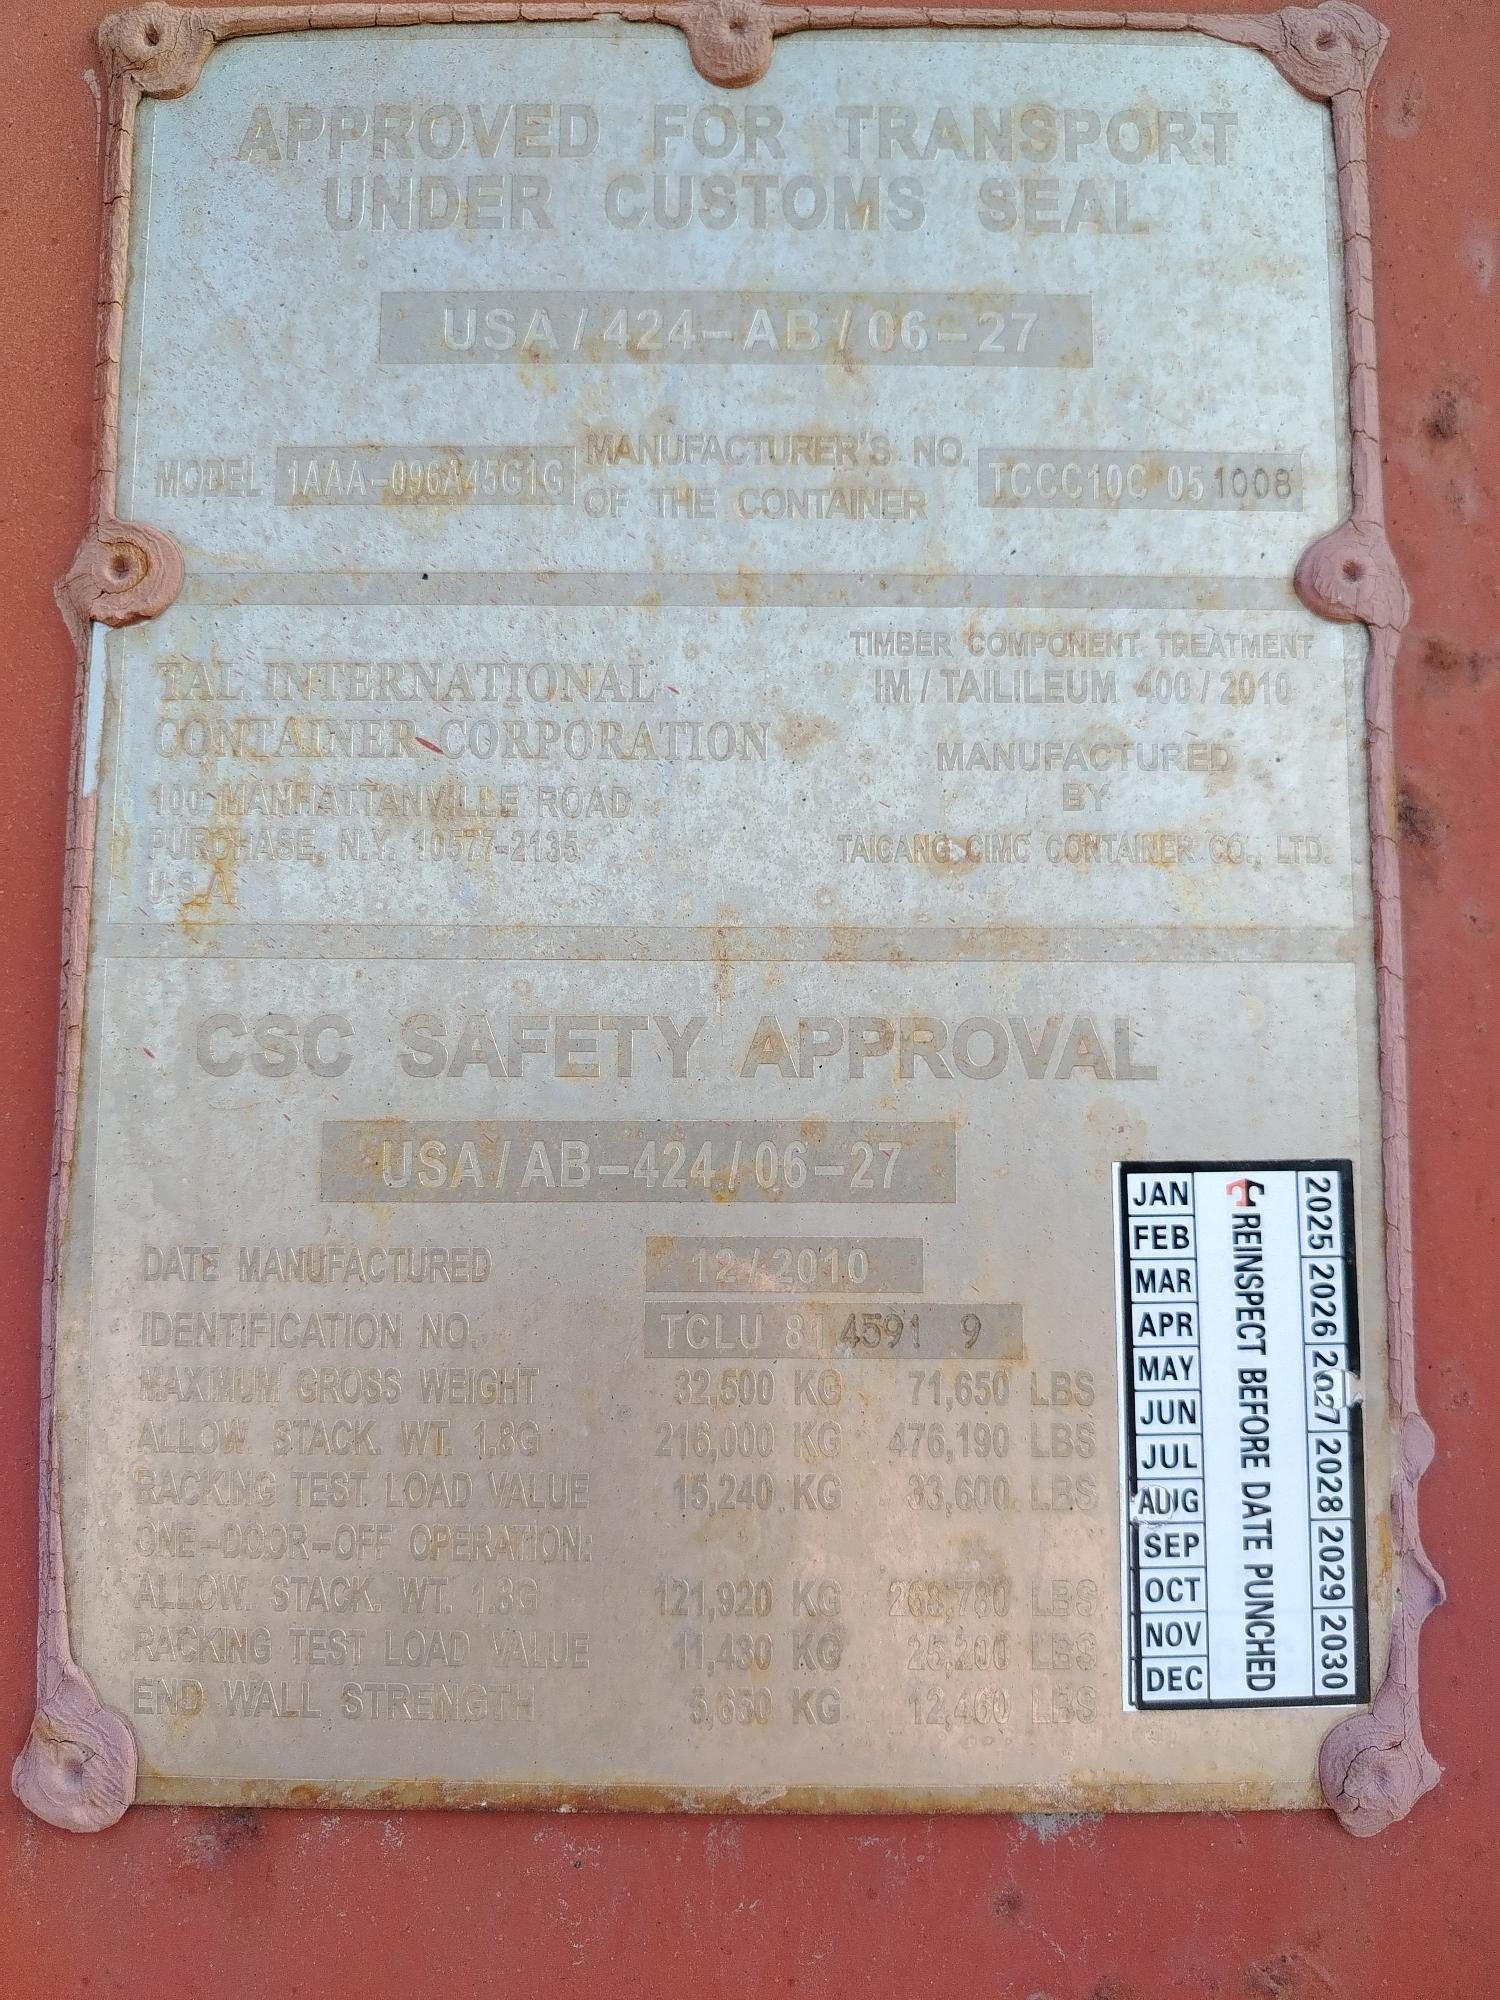 APPROVED FOR TRANSPORT
UNDER CUSTOMS SEAL
USA/424-AB/06-27
MODEL 1AAA-096A45G1G MANUFACTURER'S NO. OF THE CONTAINER TCCC10C 051008
TAL INTERNATIONAL
CONTAINER CORPORATION
100 MANHATTANVILLE ROAD
PURCHASE, N.Y. 10577-2135
U.S.A.
TIMBER COMPONENT TREATMENT
IM / TAILILEUM 400 / 2010
MANUFACTURED
BY
TAICANG CIMC CONTAINER CO., LTD.
CSC SAFETY APPROVAL
USA/AB-424/06-27
DATE MANUFACTURED 12/2010
IDENTIFICATION NO. TCLU 814591 9
MAXIMUM GROSS WEIGHT 32,500 KG 71,650 LBS
ALLOW. STACK. WT. 1.8G 216,000 KG 476,190 LBS
RACKING TEST LOAD VALUE 15,240 KG 33,600 LBS
ONE-DOOR-OFF OPERATION:
ALLOW. STACK. WT. 1.8G 121,920 KG 268,780 LBS
RACKING TEST LOAD VALUE 11,430 KG 25,200 LBS
END WALL STRENGTH 5,650 KG 12,460 LBS
JAN
FEB
MAR
APR
MAY
JUN
JUL
AUG
SEP
OCT
NOV
DEC
REINSPECT BEFORE DATE PUNCHED
2025 2026 2027 2028 2029 2030